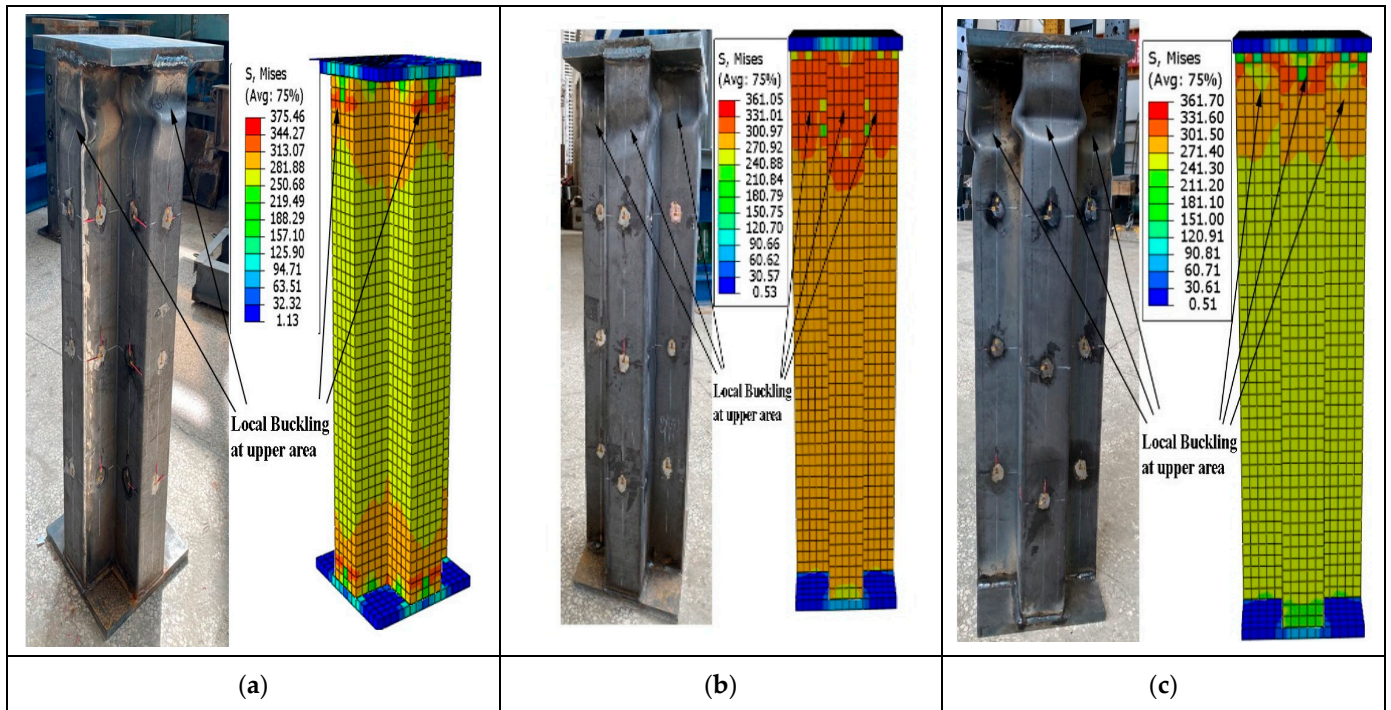 S, Mises
(Avg: 75%)
375.46
344.27
313.07
281.88
250.68
219.49
188.29
157.10
125.90
94.71
63.51
32.32
1.13
Local Buckling
at upper area
(a)
S, Mises
(Avg: 75%)
361.05
331.01
300.97
270.92
240.88
210.84
180.79
150.75
120.70
90.66
60.62
30.57
0.53
Local Buckling
at upper area
(b)
S, Mises
(Avg: 75%)
361.70
331.60
301.50
271.40
241.30
211.20
181.10
151.00
120.91
90.81
60.71
30.61
0.51
Local Buckling
at upper area
(c)